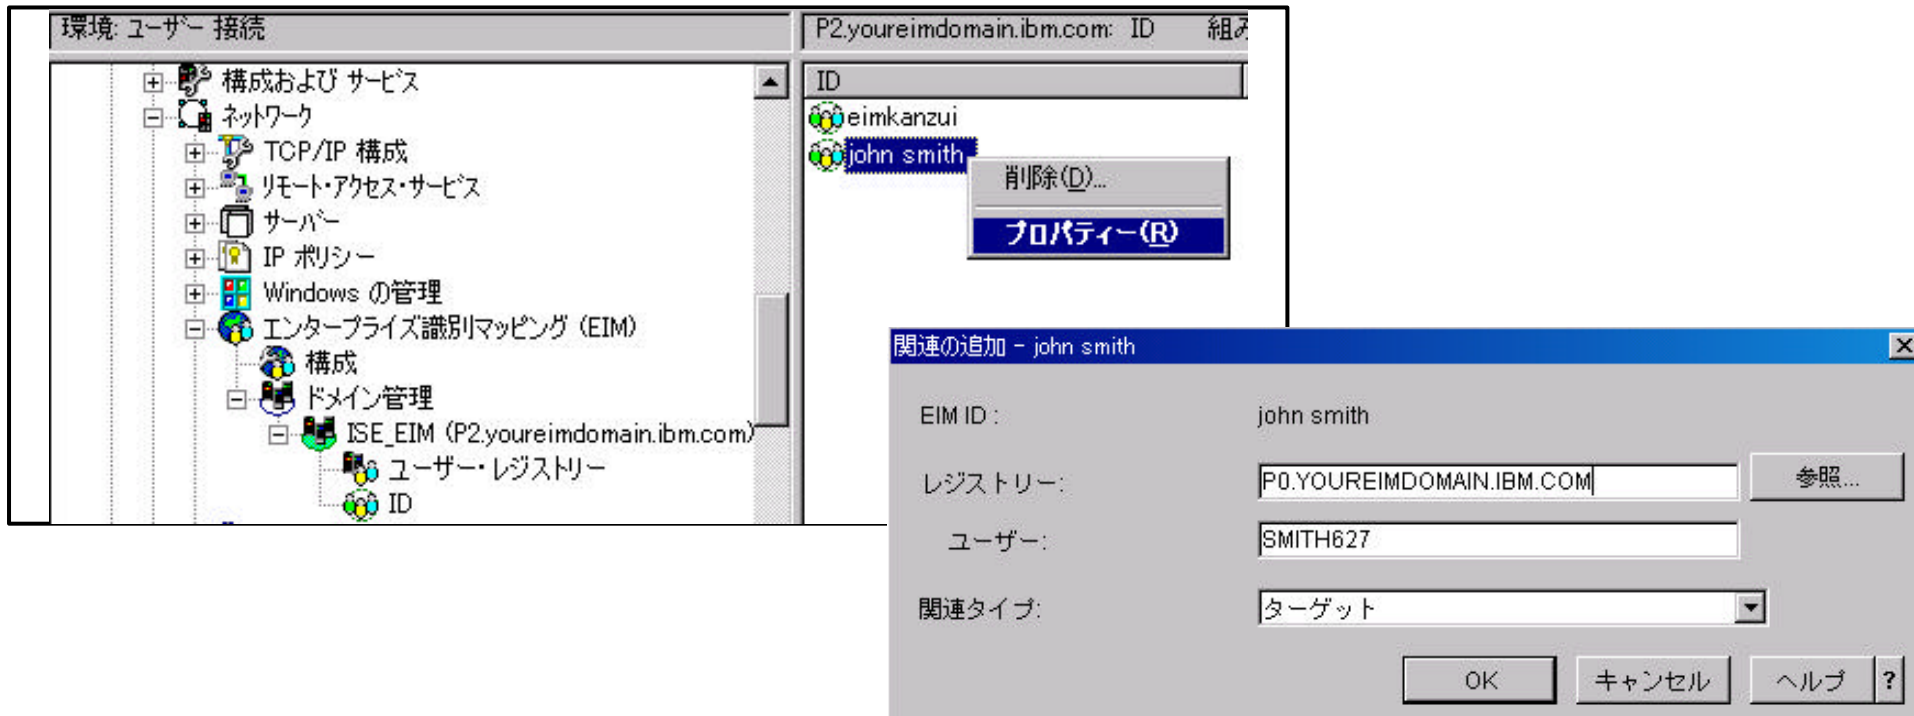 環境: ユーザー 接続
P2.youreimdomain.ibm.com: ID 組み
構成および サービス
ネットワーク
TCP/IP 構成
リモート・アクセス・サービス
サーバー
IP ポリシー
Windows の管理
エンタープライズ識別マッピング (EIM)
構成
ドメイン管理
ISE_EIM (P2.youreimdomain.ibm.com)
ユーザー・レジストリー
ID
ID
eimkanzui
john smith
削除(D)...
プロパティー(R)
関連の追加 - john smith
EIM ID : john smith
レジストリー: P0.YOUREIMDOMAIN.IBM.COM 参照...
ユーザー: SMITH627
関連タイプ: ターゲット
OK キャンセル ヘルプ ?